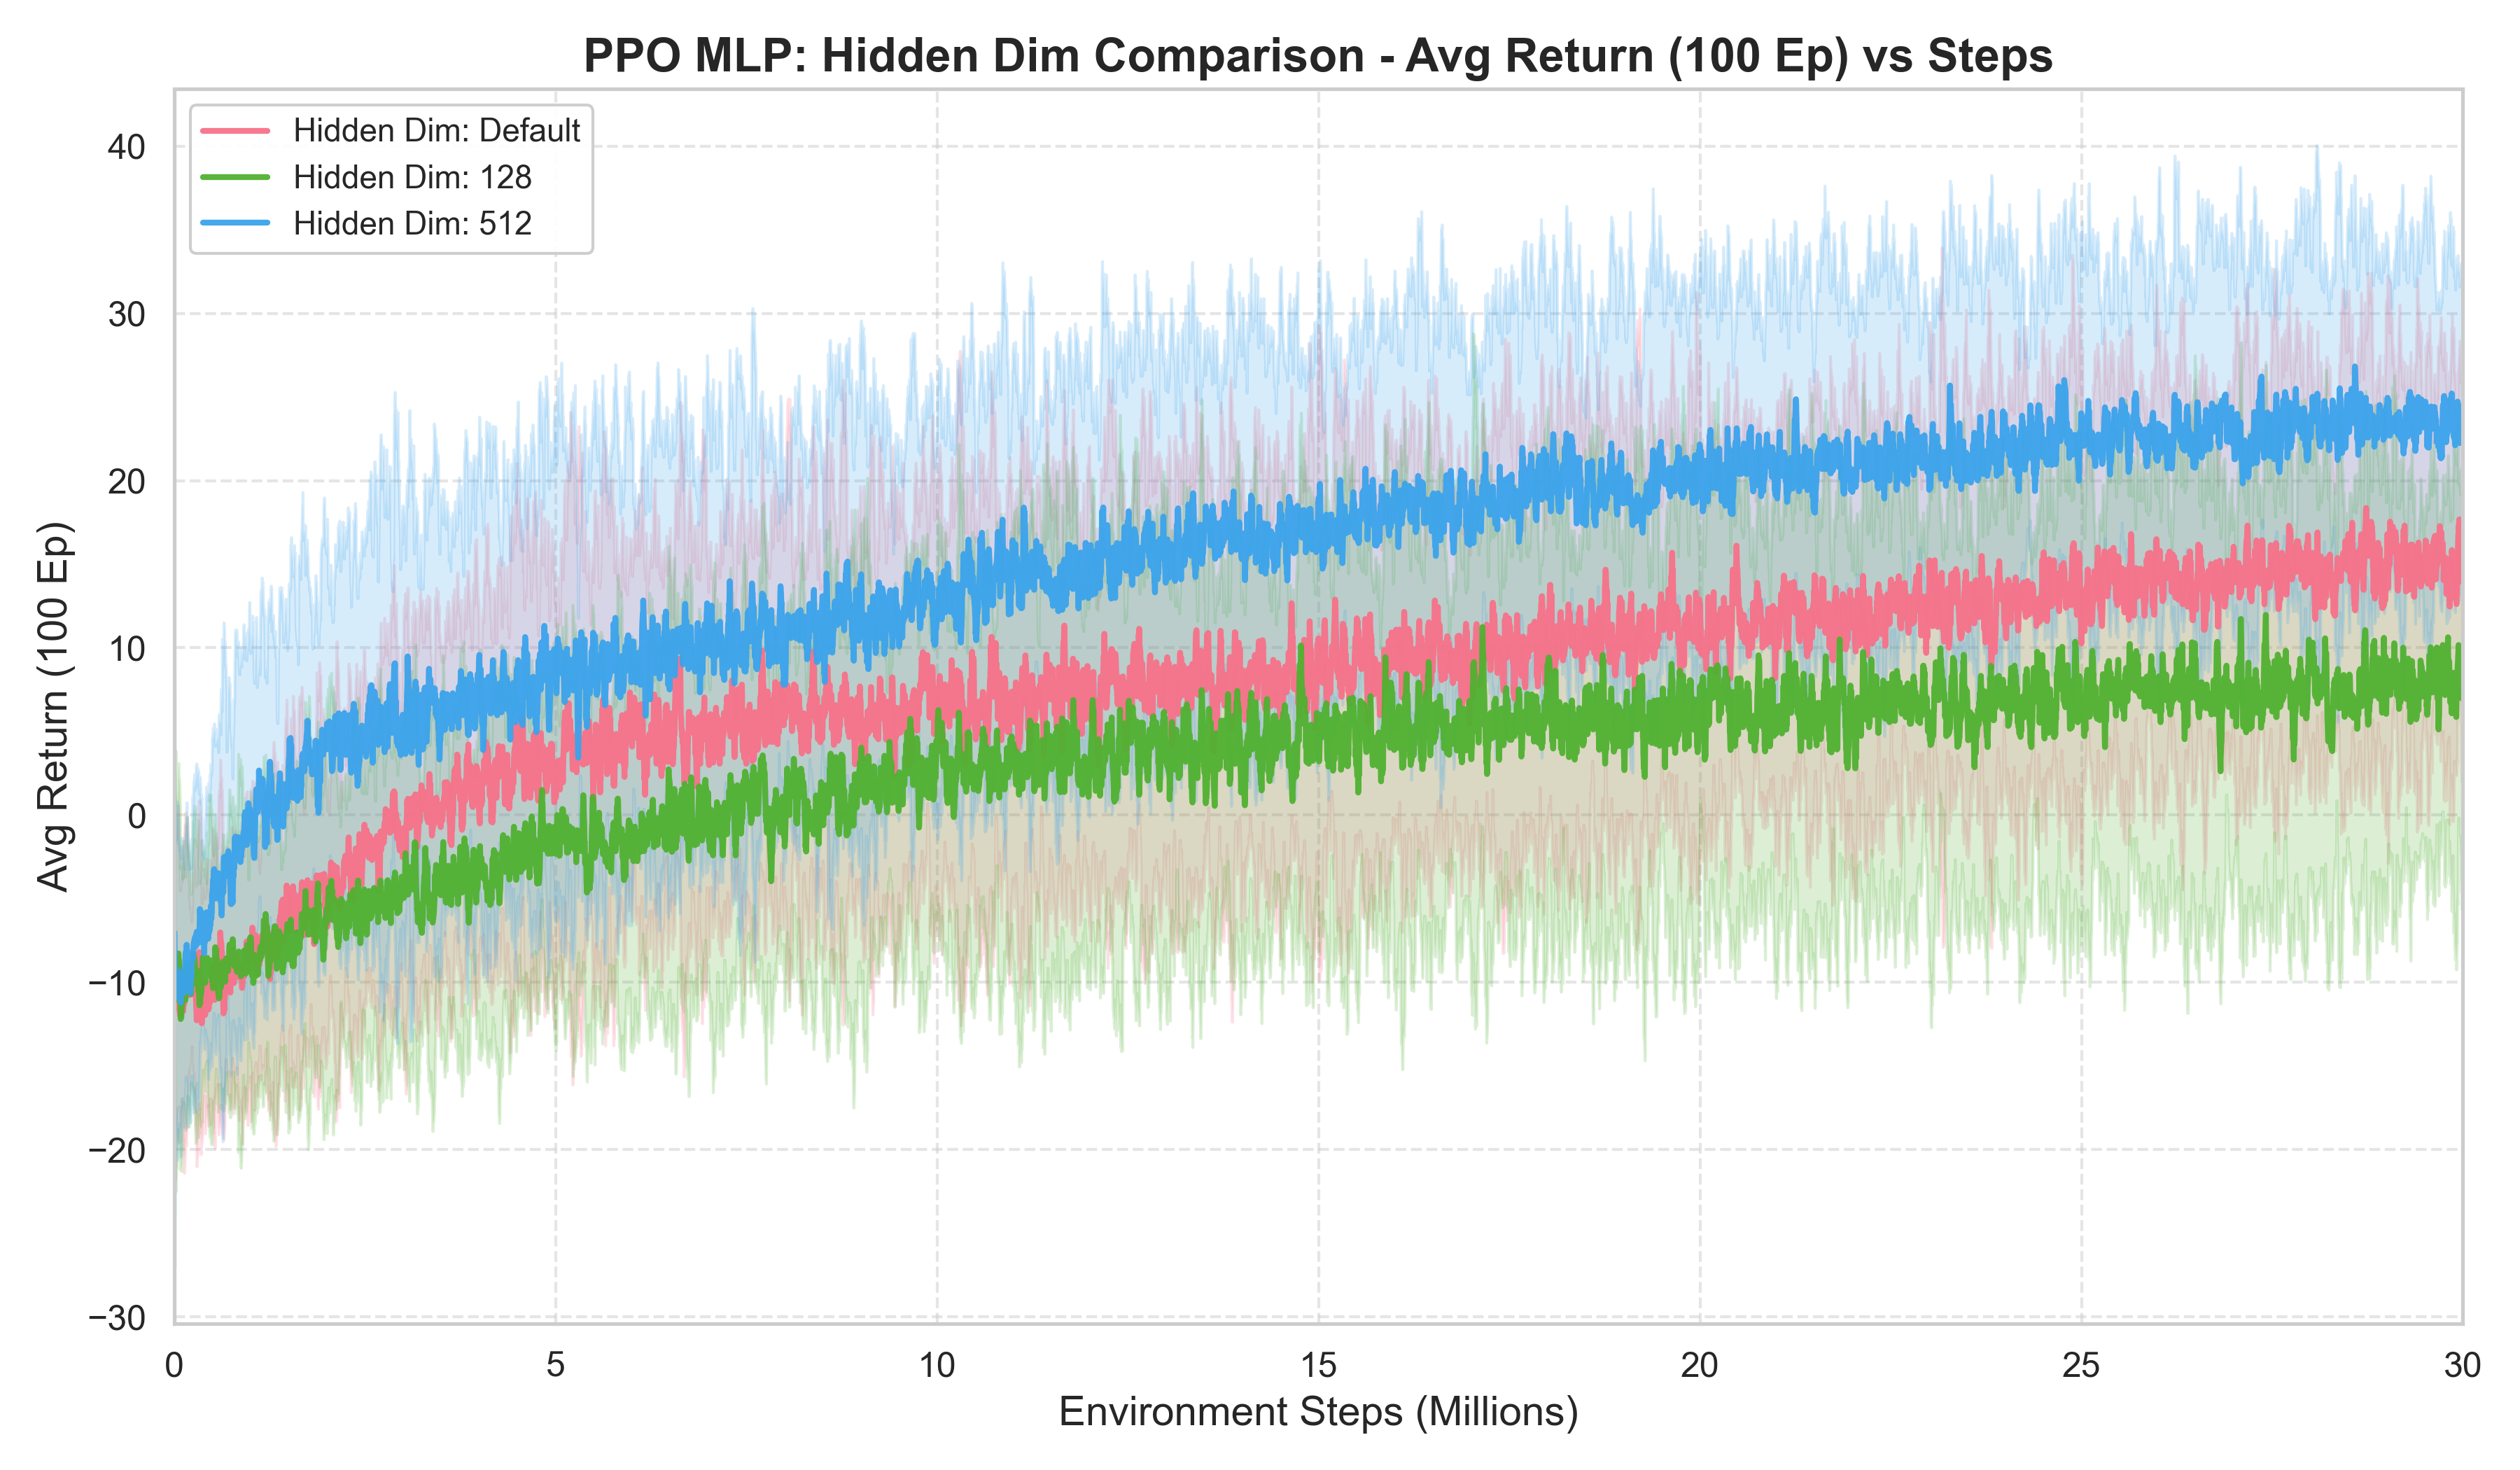 PPO MLP: Hidden Dim Comparison - Avg Return (100 Ep) vs Steps
Hidden Dim: Default
Hidden Dim: 128
Hidden Dim: 512
Avg Return (100 Ep)
40
30
20
10
0
−10
−20
−30
0 5 10 15 20 25 30
Environment Steps (Millions)